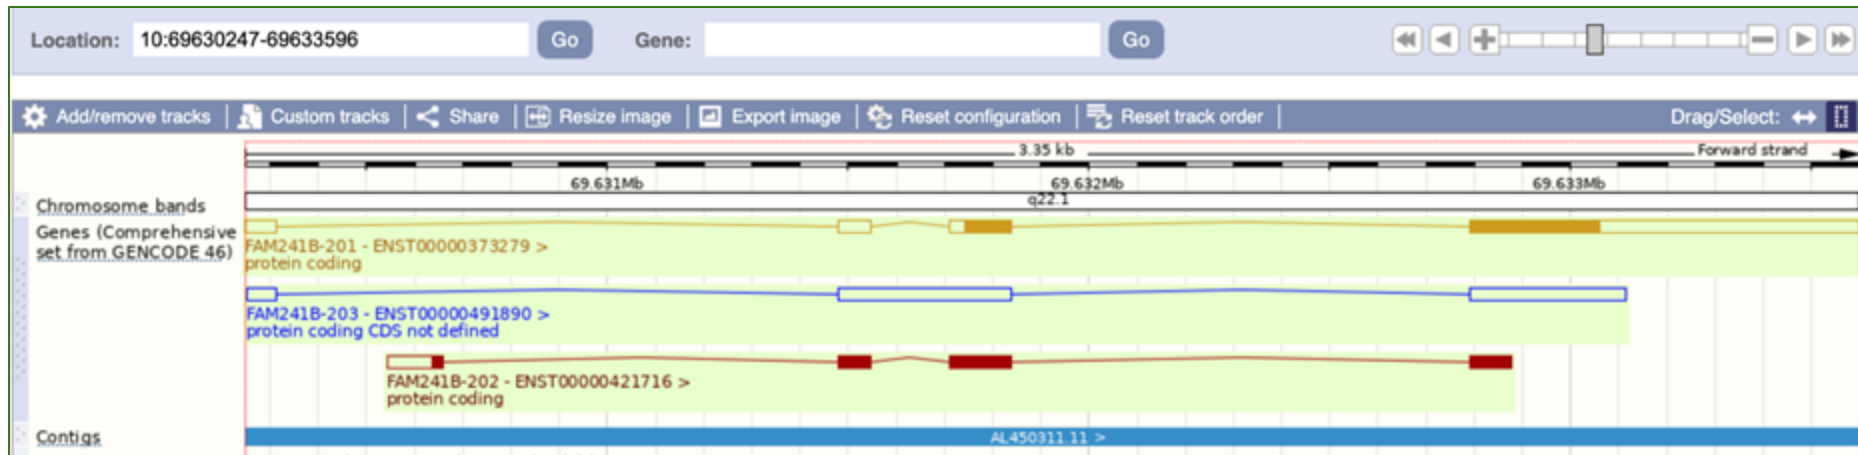 Location: 10:69630247-69633596 Go Gene: Go
Add/remove tracks Custom tracks Share Resize image Export image Reset configuration Reset track order Drag/Select:
3.35 kb Forward strand
69.631Mb 69.632Mb 69.633Mb
Chromosome bands q22.1
Genes (Comprehensive
set from GENCODE 46)
FAM241B-201 - ENST00000373279 >
protein coding
FAM241B-203 - ENST00000491890 >
protein coding CDS not defined
FAM241B-202 - ENST00000421716 >
protein coding
Contigs AL450311.11 >